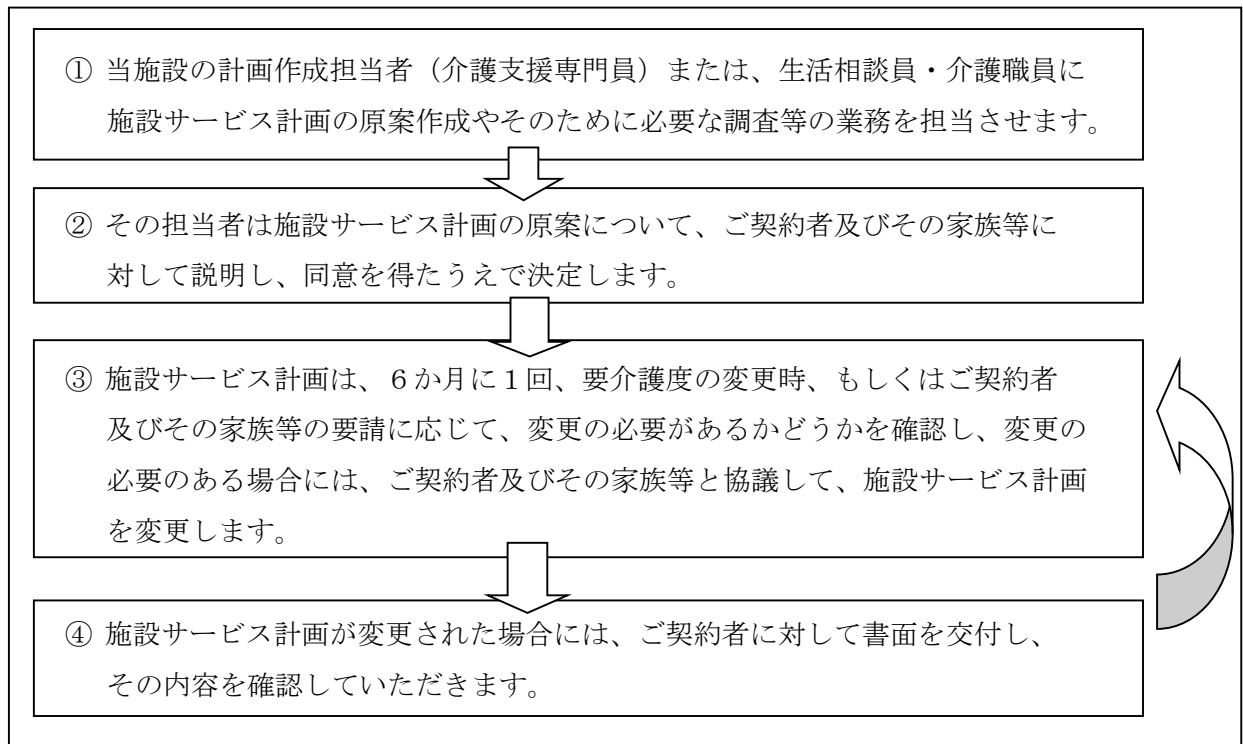 ① 当施設の計画作成担当者（介護支援専門員）または、生活相談員・介護職員に
施設サービス計画の原案作成やそのために必要な調査等の業務を担当させます。
② その担当者は施設サービス計画の原案について、ご契約者及びその家族等に
対して説明し、同意を得たうえで決定します。
③ 施設サービス計画は、６か月に１回、要介護度の変更時、もしくはご契約者
及びその家族等の要請に応じて、変更の必要があるかどうかを確認し、変更の
必要のある場合には、ご契約者及びその家族等と協議して、施設サービス計画
を変更します。
④ 施設サービス計画が変更された場合には、ご契約者に対して書面を交付し、
その内容を確認していただきます。